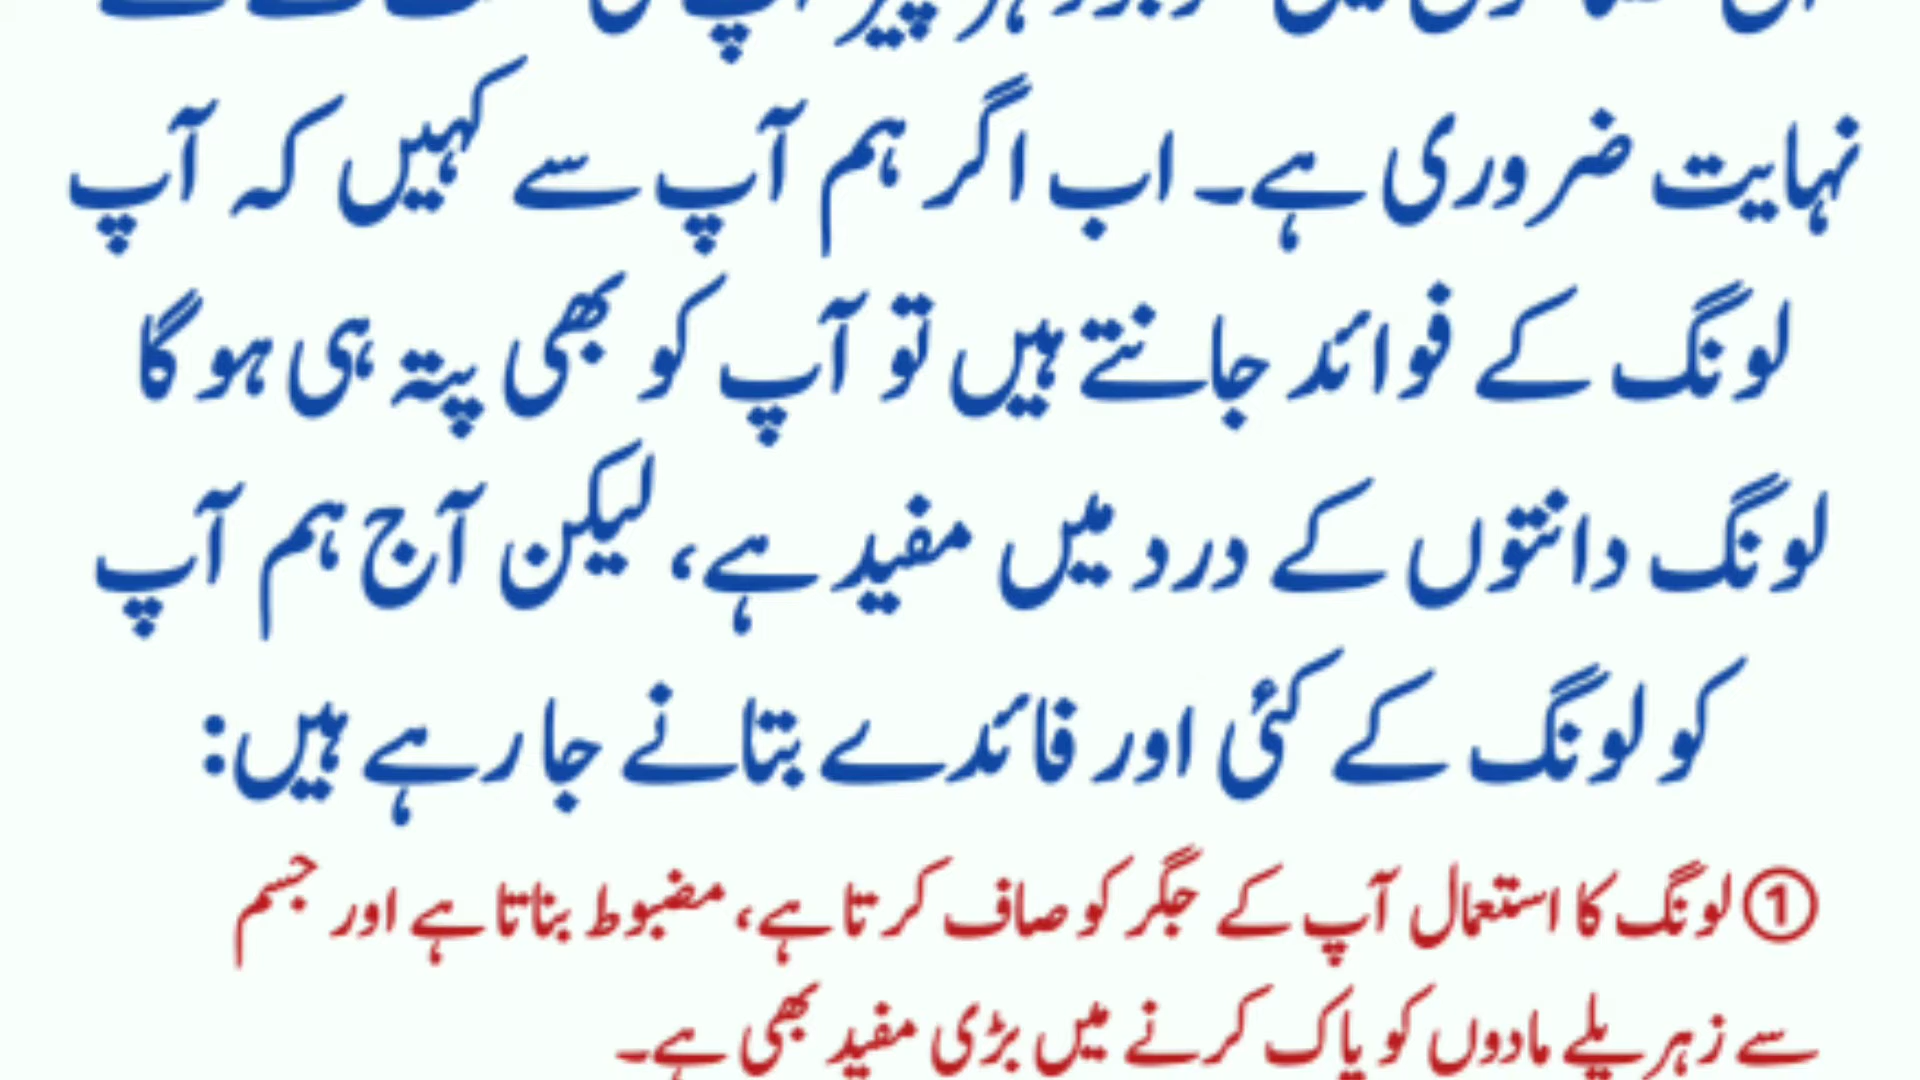 نہایت ضروری ہے۔ اب اگر ہم آپ سے کہیں کہ آپ
لونگ کے فوائد جانتے ہیں تو آپ کو بھی پتہ ہی ہو گا
لونگ دانتوں کے درد میں مفید ہے، لیکن آج ہم آپ
کو لونگ کے کئی اور فائدے بتانے جا رہے ہیں:
① لونگ کا استعمال آپ کے جگر کو صاف کرتا ہے، مضبوط بناتا ہے اور جسم
سے زہریلے مادوں کو پاک کرنے میں بڑی مفید بھی ہے۔